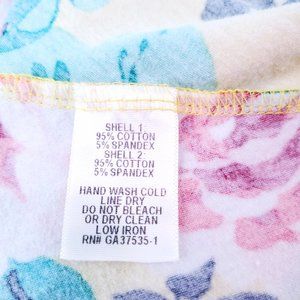 SHELL 1:
95% COTTON
5% SPANDEX
SHELL 2:
95% COTTON
5% SPANDEX
HAND WASH COLD
LINE DRY
DO NOT BLEACH
OR DRY CLEAN
LOW IRON
RN# GA37535-1